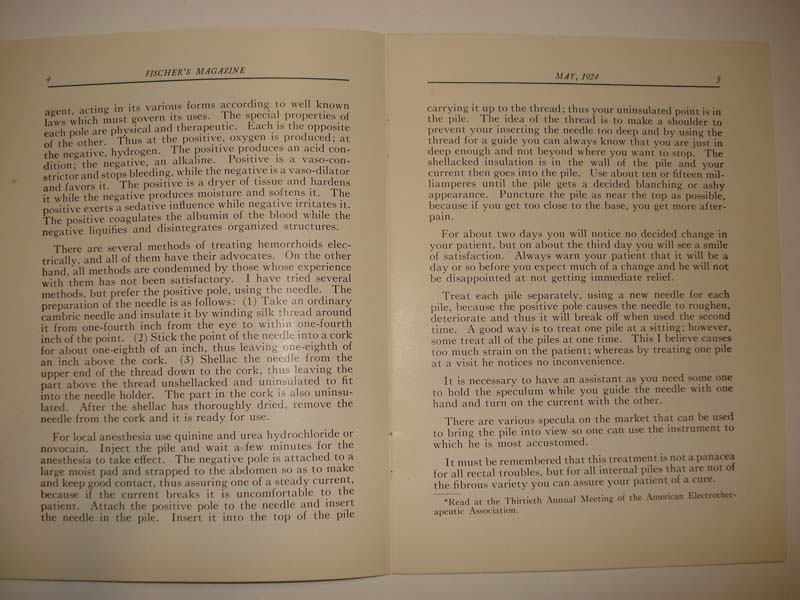 4
FISCHER'S MAGAZINE
agent, acting in its various forms according to well known
laws which must govern its uses. The special properties of
each pole are physical and therapeutic. Each is the opposite
of the other. Thus at the positive, oxygen is produced; at
the negative, hydrogen. The positive produces an acid con-
dition; the negative, an alkaline. Positive is a vaso-con-
strictor and stops bleeding, while the negative is a vaso-dilator
and favors it. The positive is a dryer of tissue and hardens
it while the negative produces moisture and softens it. The
positive exerts a sedative influence while negative irritates it.
The positive coagulates the albumin of the blood while the
negative liquifies and disintegrates organized structures.
There are several methods of treating hemorrhoids elec-
trically, and all of them have their advocates. On the other
hand, all methods are condemned by those whose experience
with them has not been satisfactory. I have tried several
methods, but prefer the positive pole, using the needle. The
preparation of the needle is as follows: (1) Take an ordinary
cambric needle and insulate it by winding silk thread around
it from one-fourth inch from the eye to within one-fourth
inch of the point. (2) Stick the point of the needle into a cork
for about one-eighth of an inch, thus leaving one-eighth of
an inch above the cork. (3) Shellac the needle from the
upper end of the thread down to the cork, thus leaving the
part above the thread unshellacked and uninsulated to fit
into the needle holder. The part in the cork is also uninsu-
lated. After the shellac has thoroughly dried, remove the
needle from the cork and it is ready for use.
For local anesthesia use quinine and urea hydrochloride or
novocain. Inject the pile and wait a few minutes for the
anesthesia to take effect. The negative pole is attached to a
large moist pad and strapped to the abdomen so as to make
and keep good contact, thus assuring one of a steady current,
because if the current breaks it is uncomfortable to the
patient. Attach the positive pole to the needle and insert
the needle in the pile. Insert it into the top of the pile
MAY, 1924
5
carrying it up to the thread; thus your uninsulated point is in
the pile. The idea of the thread is to make a shoulder to
prevent your inserting the needle too deep and by using the
thread for a guide you can always know that you are just in
deep enough and not beyond where you want to stop. The
shellacked insulation is in the wall of the pile and your
current then goes into the pile. Use about ten or fifteen mil-
liamperes until the pile gets a decided blanching or ashy
appearance. Puncture the pile as near the top as possible,
because if you get too close to the base, you get more after-
pain.
For about two days you will notice no decided change in
your patient, but on about the third day you will see a smile
of satisfaction. Always warn your patient that it will be a
day or so before you expect much of a change and he will not
be disappointed at not getting immediate relief.
Treat each pile separately, using a new needle for each
pile, because the positive pole causes the needle to roughen,
deteriorate and thus it will break off when used the second
time. A good way is to treat one pile at a sitting; however,
some treat all of the piles at one time. This I believe causes
too much strain on the patient; whereas by treating one pile
at a visit he notices no inconvenience.
It is necessary to have an assistant as you need some one
to hold the speculum while you guide the needle with one
hand and turn on the current with the other.
There are various specula on the market that can be used
to bring the pile into view so one can use the instrument to
which he is most accustomed.
It must be remembered that this treatment is not a panacea
for all rectal troubles, but for all internal piles that are not of
the fibrous variety you can assure your patient of a cure.
*Read at the Thirtieth Annual Meeting of the American Electrother-
apeutic Association.